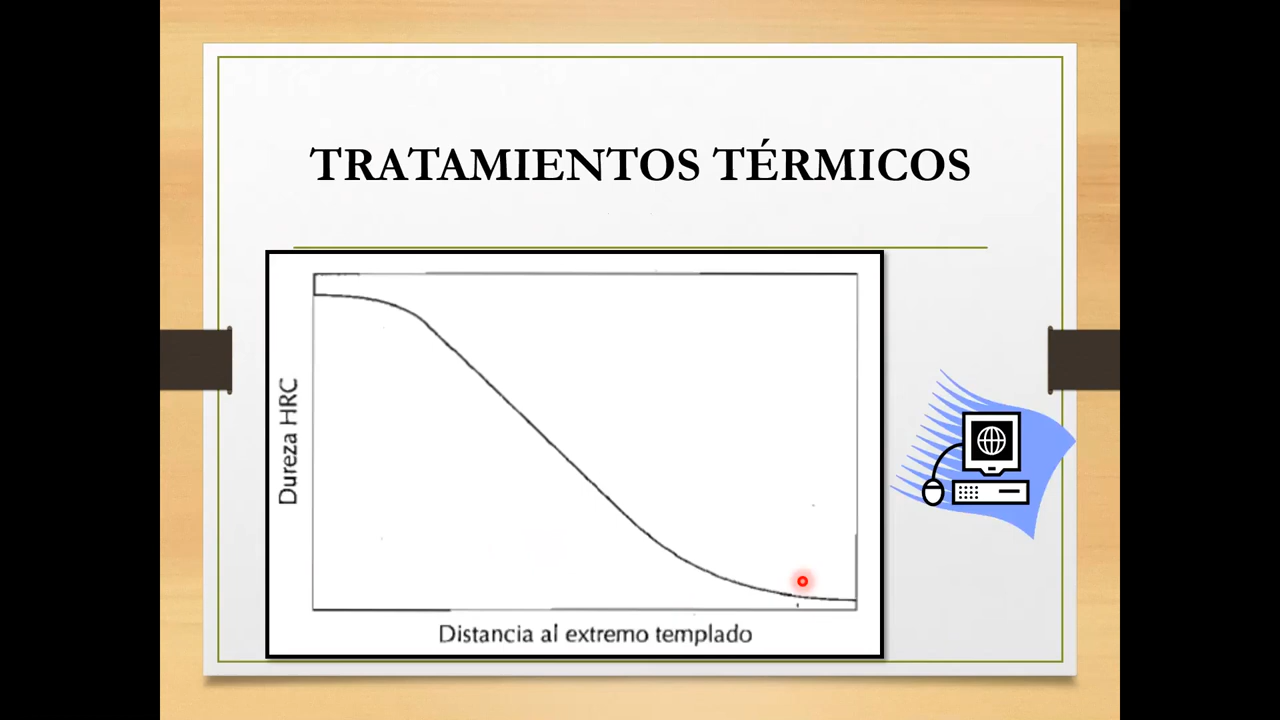 TRATAMIENTOS TÉRMICOS
Dureza HRC
Distancia al extremo templado